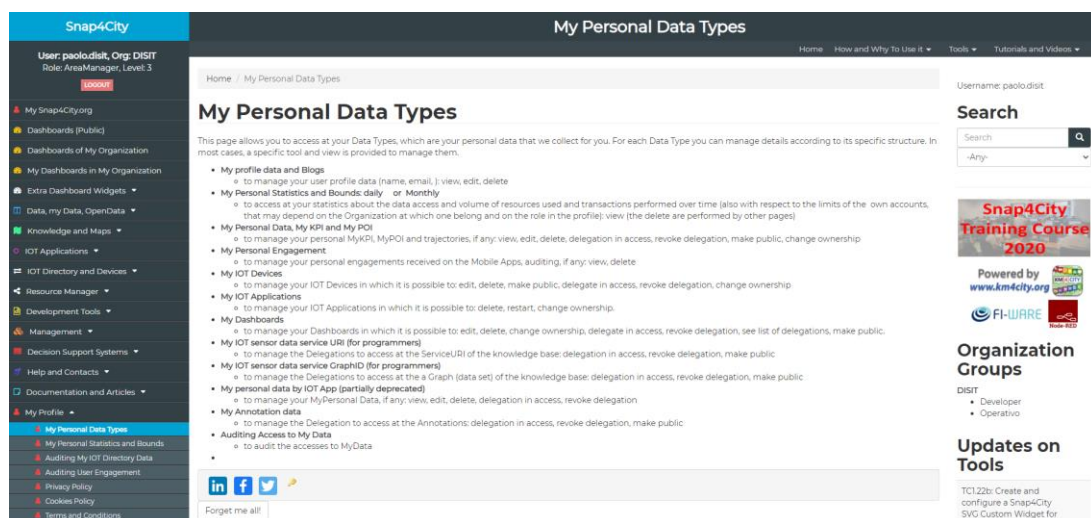 Snap4City
My Personal Data Types
User: paolo.disit, Org: DISIT
Role: AreaManager, Level: 3
LOGOUT
Home How and Why To Use it Tools Tutorials and Videos
My Snap4City.org
Dashboards (Public)
Dashboards of My Organization
My Dashboards in My Organization
Extra Dashboard Widgets
Data, my Data, OpenData
Knowledge and Maps
IOT Applications
IOT Directory and Devices
Resource Manager
Development Tools
Management
Decision Support Systems
Help and Contacts
Documentation and Articles
My Profile
My Personal Data Types
My Personal Statistics and Bounds
Auditing My IOT Directory Data
Auditing User Engagement
Privacy Policy
Cookies Policy
Terms and Conditions
Home / My Personal Data Types
My Personal Data Types
This page allows you to access at your Data Types, which are your personal data that we collect for you. For each Data Type you can manage details according to its specific structure. In
most cases, a specific tool and view is provided to manage them.
My profile data and Blogs
to manage your user profile data (name, email, ): view, edit, delete
My Personal Statistics and Bounds: daily or Monthly
to access at your statistics about the data access and volume of resources used and transactions performed over time (also with respect to the limits of the own accounts,
that may depend on the Organization at which one belong and on the role in the profile): view (the delete are performed by other pages)
My Personal Data, My KPI and My POI
to manage your personal MyKPI, MyPOI and trajectories, if any: view, edit, delete, delegation in access, revoke delegation, make public, change ownership
My Personal Engagement
to manage your personal engagements received on the Mobile Apps, auditing, if any: view, delete
My IOT Devices
to manage your IOT Devices in which it is possible to: edit, delete, make public, delegate in access, revoke delegation, change ownership.
My IOT Applications
to manage your IOT Applications in which it is possible to: delete, restart, change ownership.
My Dashboards
to manage your Dashboards in which it is possible to: edit, delete, change ownership, delegate in access, revoke delegation, see list of delegations, make public.
My IOT sensor data service URI (for programmers)
to manage the Delegations to access at the ServiceURI of the knowledge base: delegation in access, revoke delegation, make public
My IOT sensor data service GraphID (for programmers)
to manage the Delegations to access at the a Graph (data set) of the knowledge base: delegation in access, revoke delegation, make public
My personal data by IOT App (partially deprecated)
to manage your MyPersonal Data, if any: view, edit, delete, delegation in access, revoke delegation
My Annotation data
to manage the Delegation to access at the Annotations: delegation in access, revoke delegation, make public
Auditing Access to My Data
to audit the accesses to MyData
Forget me all!
Username: paolo.disit
Search
Search
-Any-
Snap4City
Training Course
2020
Powered by
www.km4city.org
FI-WARE
Node-RED
Organization
Groups
DISIT
Developer
Operativo
Updates on
Tools
TC1.22b: Create and
configure a Snap4City
SVG Custom Widget for